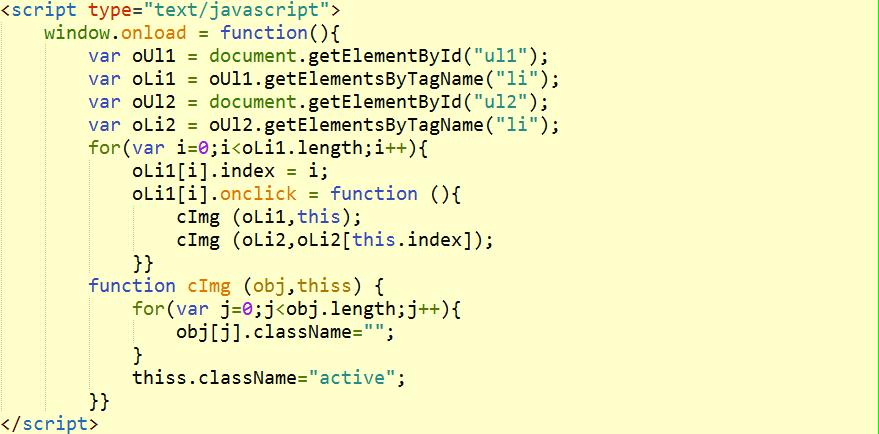 <script type="text/javascript">
    window.onload = function(){
        var oUl1 = document.getElementById("ul1");
        var oLi1 = oUl1.getElementsByTagName("li");
        var oUl2 = document.getElementById("ul2");
        var oLi2 = oUl2.getElementsByTagName("li");
        for(var i=0;i<oLi1.length;i++){
            oLi1[i].index = i;
            oLi1[i].onclick = function (){
                cImg (oLi1,this);
                cImg (oLi2,oLi2[this.index]);
            }}
        function cImg (obj,thiss) {
            for(var j=0;j<obj.length;j++){
                obj[j].className="";
            }
            thiss.className="active";
        }}
</script>